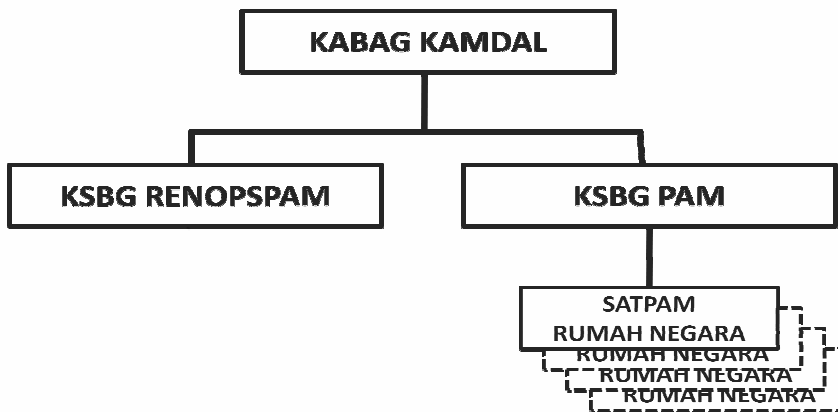 KABAG KAMDAL
KSBG RENOPSPAM
KSBG PAM
SATPAM
RUMAH NEGARA
RUMAH NEGARA
RUMAH NEGARA
RUMAH NEGARA